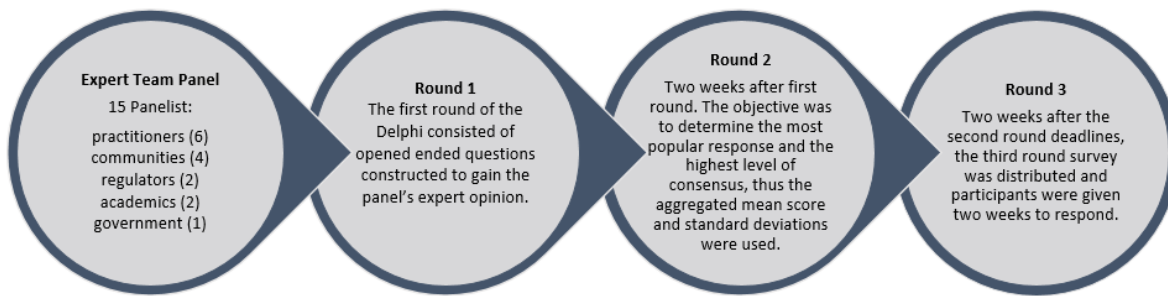 Expert Team Panel
15 Panelist:
practitioners (6)
communities (4)
regulators (2)
academics (2)
government (1)
Round 1
The first round of the
Delphi consisted of
opened ended questions
constructed to gain the
panel's expert opinion.
Round 2
Two weeks after first
round. The objective was
to determine the most
popular response and the
highest level of
consensus, thus the
aggregated mean score
and standard deviations
were used.
Round 3
Two weeks after the
second round deadlines,
the third round survey
was distributed and
participants were given
two weeks to respond.